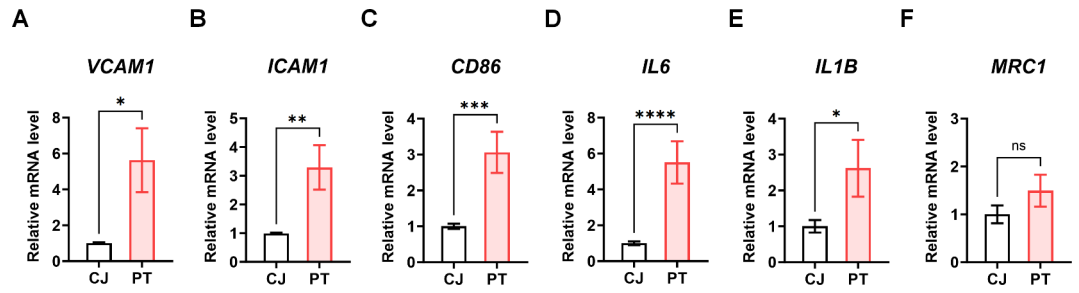 A B C D E F
VCAM1 ICAM1 CD86 IL6 IL1B MRC1
* ** *** **** * ns
Relative mRNA level
8
6
4
2
0
CJ PT
Relative mRNA level
5
4
3
2
1
0
CJ PT
Relative mRNA level
4
3
2
1
0
CJ PT
Relative mRNA level
8
6
4
2
0
CJ PT
Relative mRNA level
4
3
2
1
0
CJ PT
Relative mRNA level
3
2
1
0
CJ PT